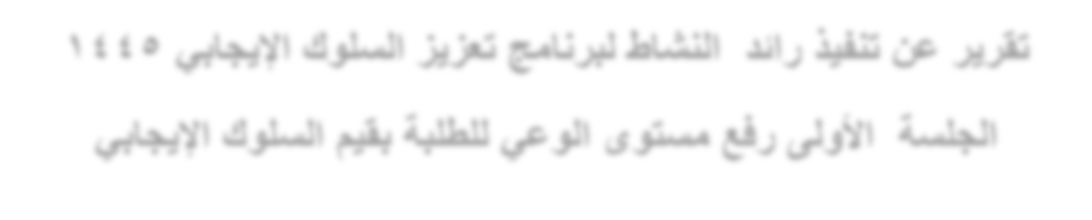 تقرير عن تنفيذ رائد النشاط لبرنامج تعزيز السلوك الإيجابي ١٤٤٥
الجلسة الأولى رفع مستوى الوعي للطلبة بقيم السلوك الإيجابي